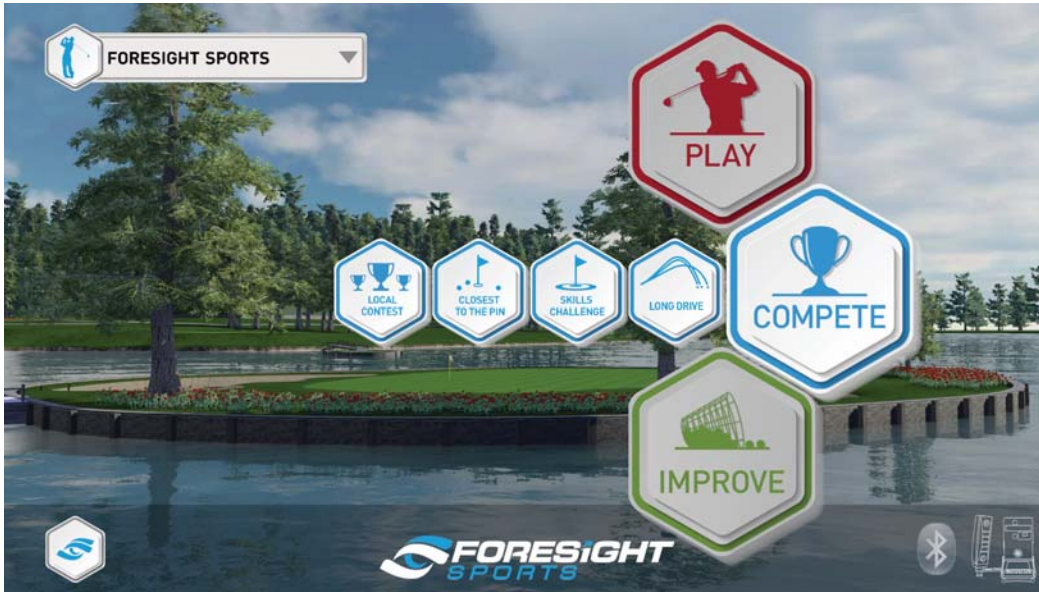 FORESIGHT SPORTS
PLAY
LOCAL
CONTEST
CLOSEST
TO THE PIN
SKILLS
CHALLENGE
LONG DRIVE
COMPETE
IMPROVE
FORESiGHT
SPORTS